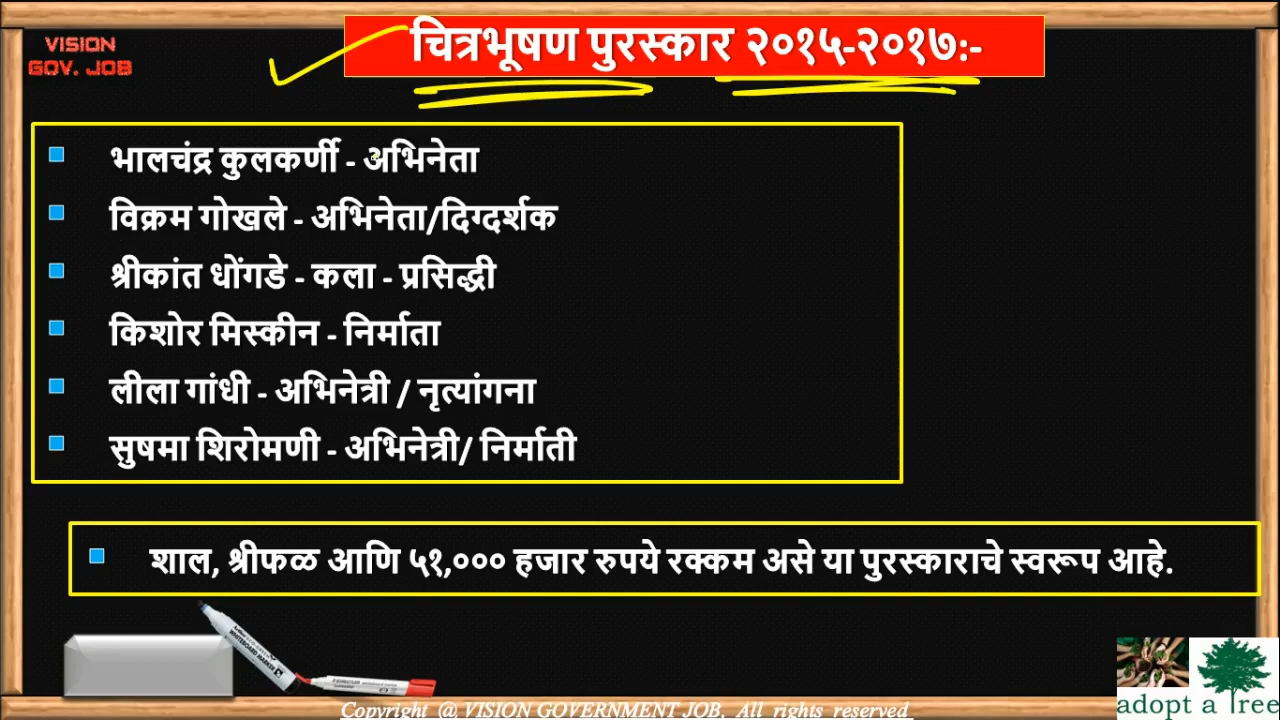 VISION
GOV. JOB
चित्रभूषण पुरस्कार २०१५-२०१७:-
भालचंद्र कुलकर्णी - अभिनेता
विक्रम गोखले - अभिनेता/दिग्दर्शक
श्रीकांत धोंगडे - कला - प्रसिद्धी
किशोर मिस्कीन - निर्माता
लीला गांधी - अभिनेत्री / नृत्यांगना
सुषमा शिरोमणी - अभिनेत्री/ निर्माती
शाल, श्रीफळ आणि ५१,००० हजार रुपये रक्कम असे या पुरस्काराचे स्वरूप आहे.
WHITEBOARD MARKER
adopt a Tree
Copyright @ VISION GOVERNMENT JOB, All rights reserved